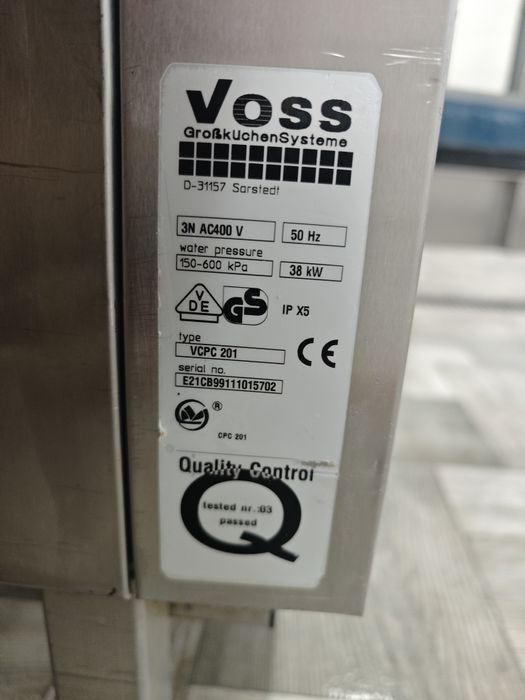 Voss
GroßküchenSysteme
D-31157 Sarstedt
3N AC400 V 50 Hz
water pressure
150-600 kPa 38 kW
VDE GS IP X5
type
VCPC 201 CE
serial no.
E21CB99111015702
®
CPC 201
Quality Control
tested nr.:03
passed